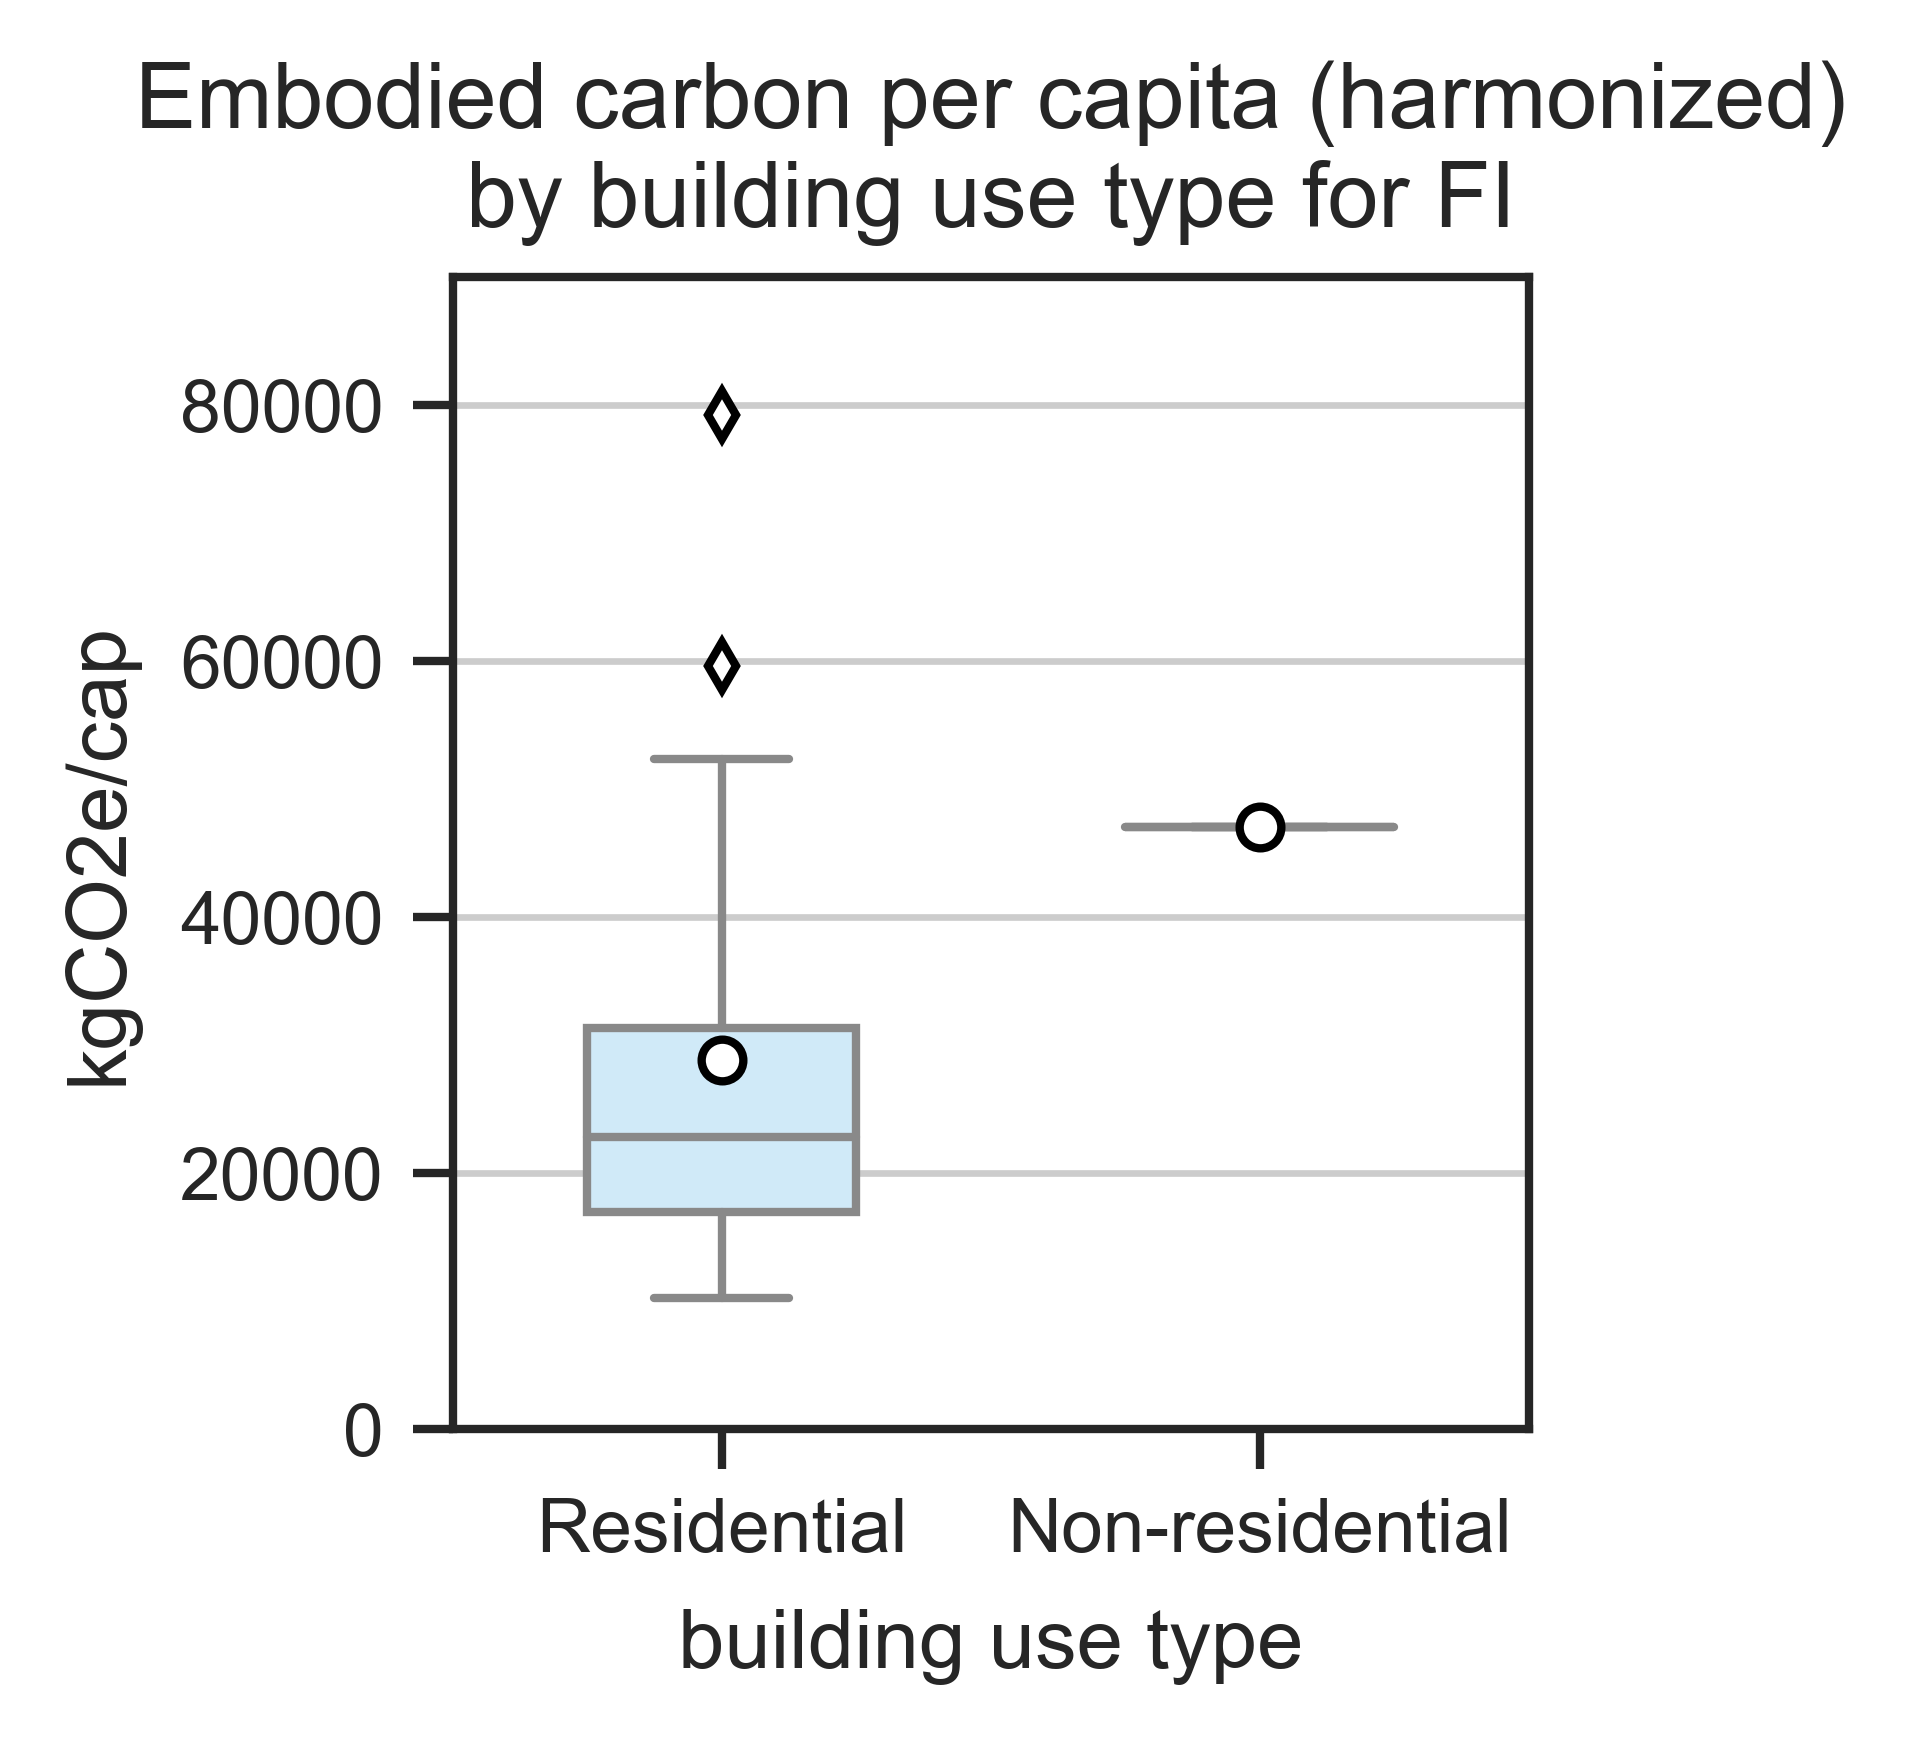 Embodied carbon per capita (harmonized)
by building use type for FI
kgCO2e/cap
80000
60000
40000
20000
0
Residential
Non-residential
building use type